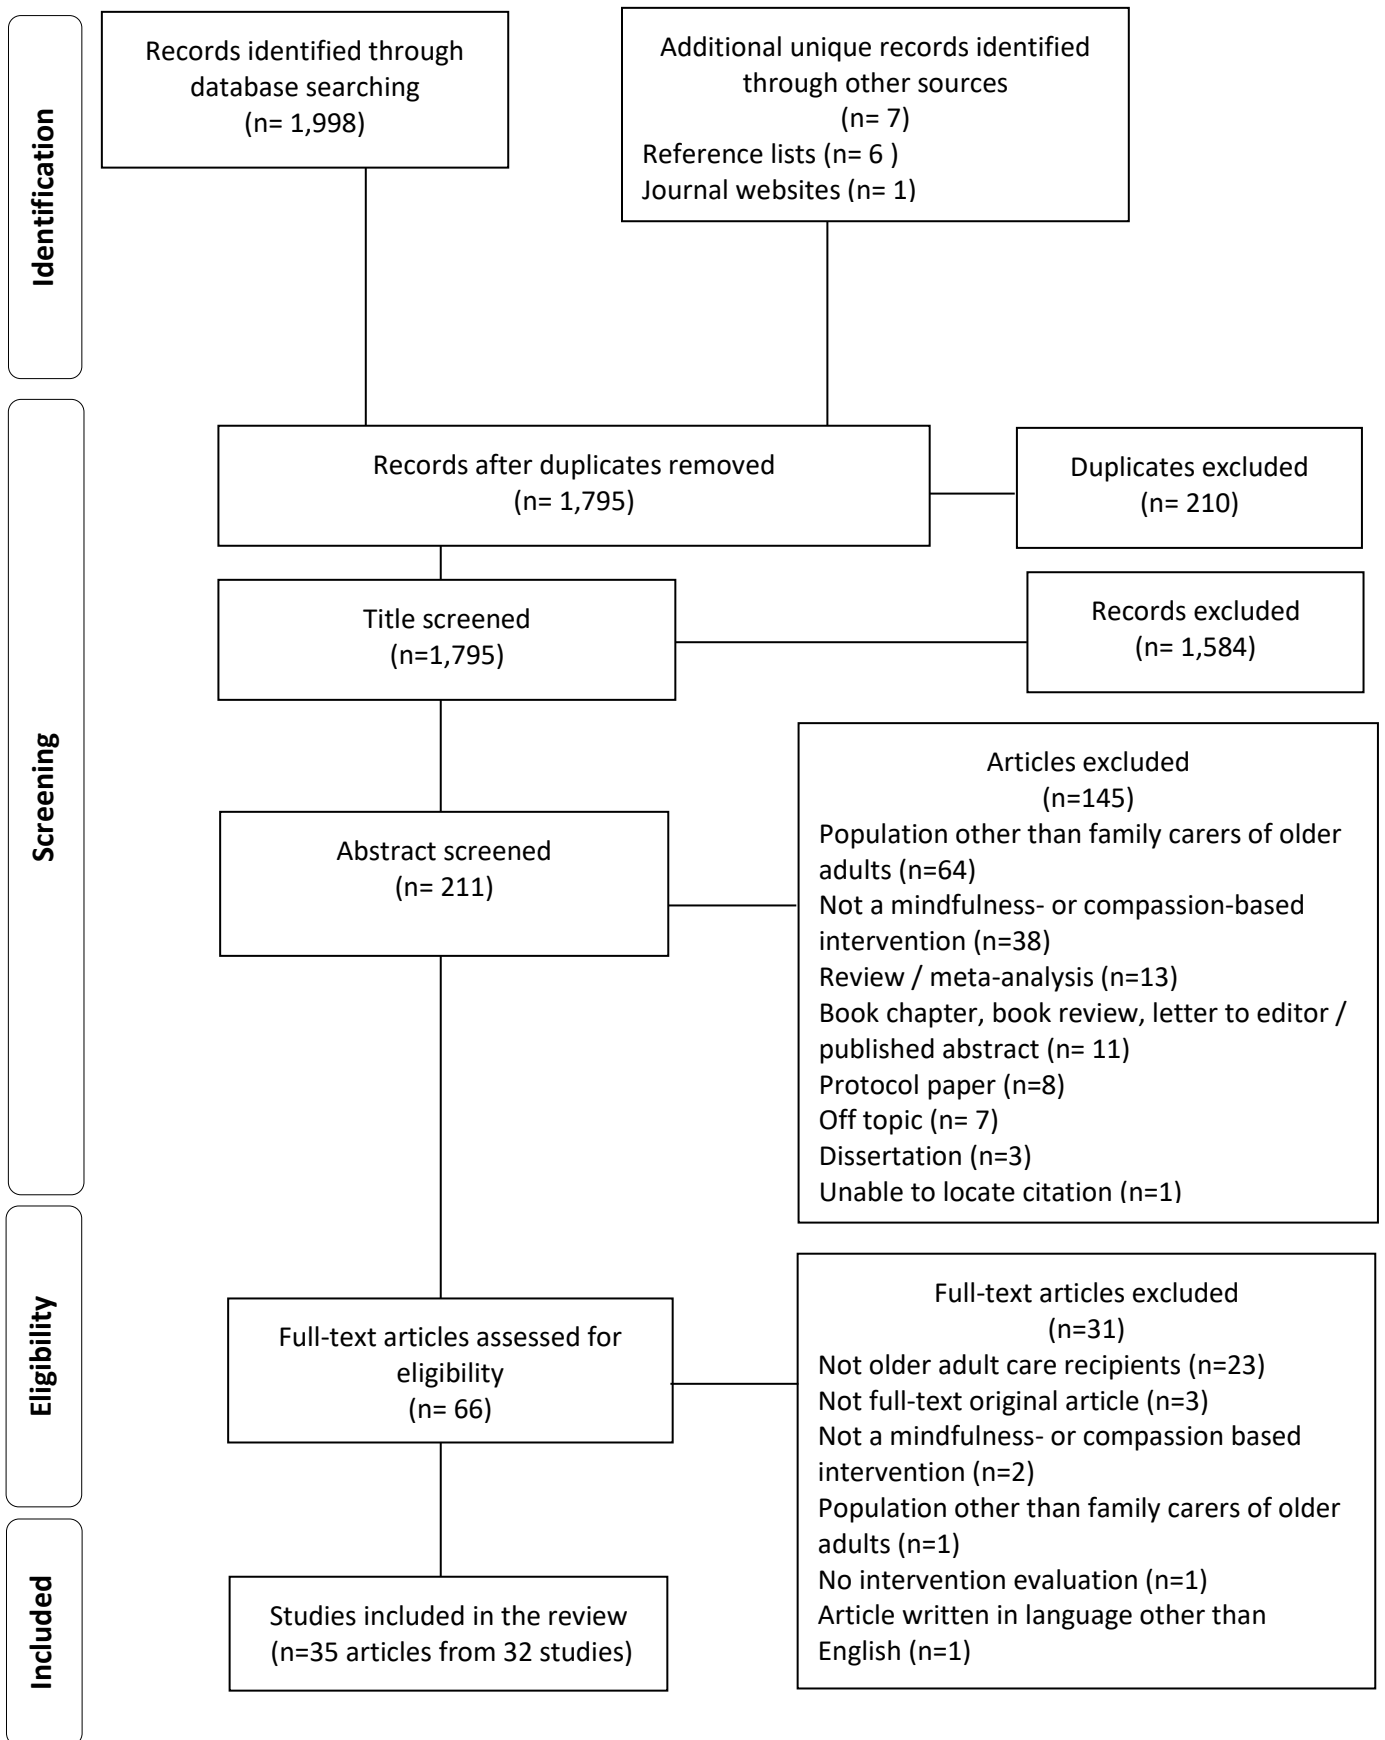 Identification
Records identified through
database searching
(n= 1,998)
Additional unique records identified
through other sources
(n= 7)
Reference lists (n= 6 )
Journal websites (n= 1)
Screening
Records after duplicates removed
(n= 1,795)
Duplicates excluded
(n= 210)
Title screened
(n=1,795)
Records excluded
(n= 1,584)
Abstract screened
(n= 211)
Articles excluded
(n=145)
Population other than family carers of older
adults (n=64)
Not a mindfulness- or compassion-based
intervention (n=38)
Review / meta-analysis (n=13)
Book chapter, book review, letter to editor /
published abstract (n= 11)
Protocol paper (n=8)
Off topic (n= 7)
Dissertation (n=3)
Unable to locate citation (n=1)
Eligibility
Full-text articles assessed for
eligibility
(n= 66)
Full-text articles excluded
(n=31)
Not older adult care recipients (n=23)
Not full-text original article (n=3)
Not a mindfulness- or compassion based
intervention (n=2)
Population other than family carers of older
adults (n=1)
No intervention evaluation (n=1)
Article written in language other than
English (n=1)
Included
Studies included in the review
(n=35 articles from 32 studies)